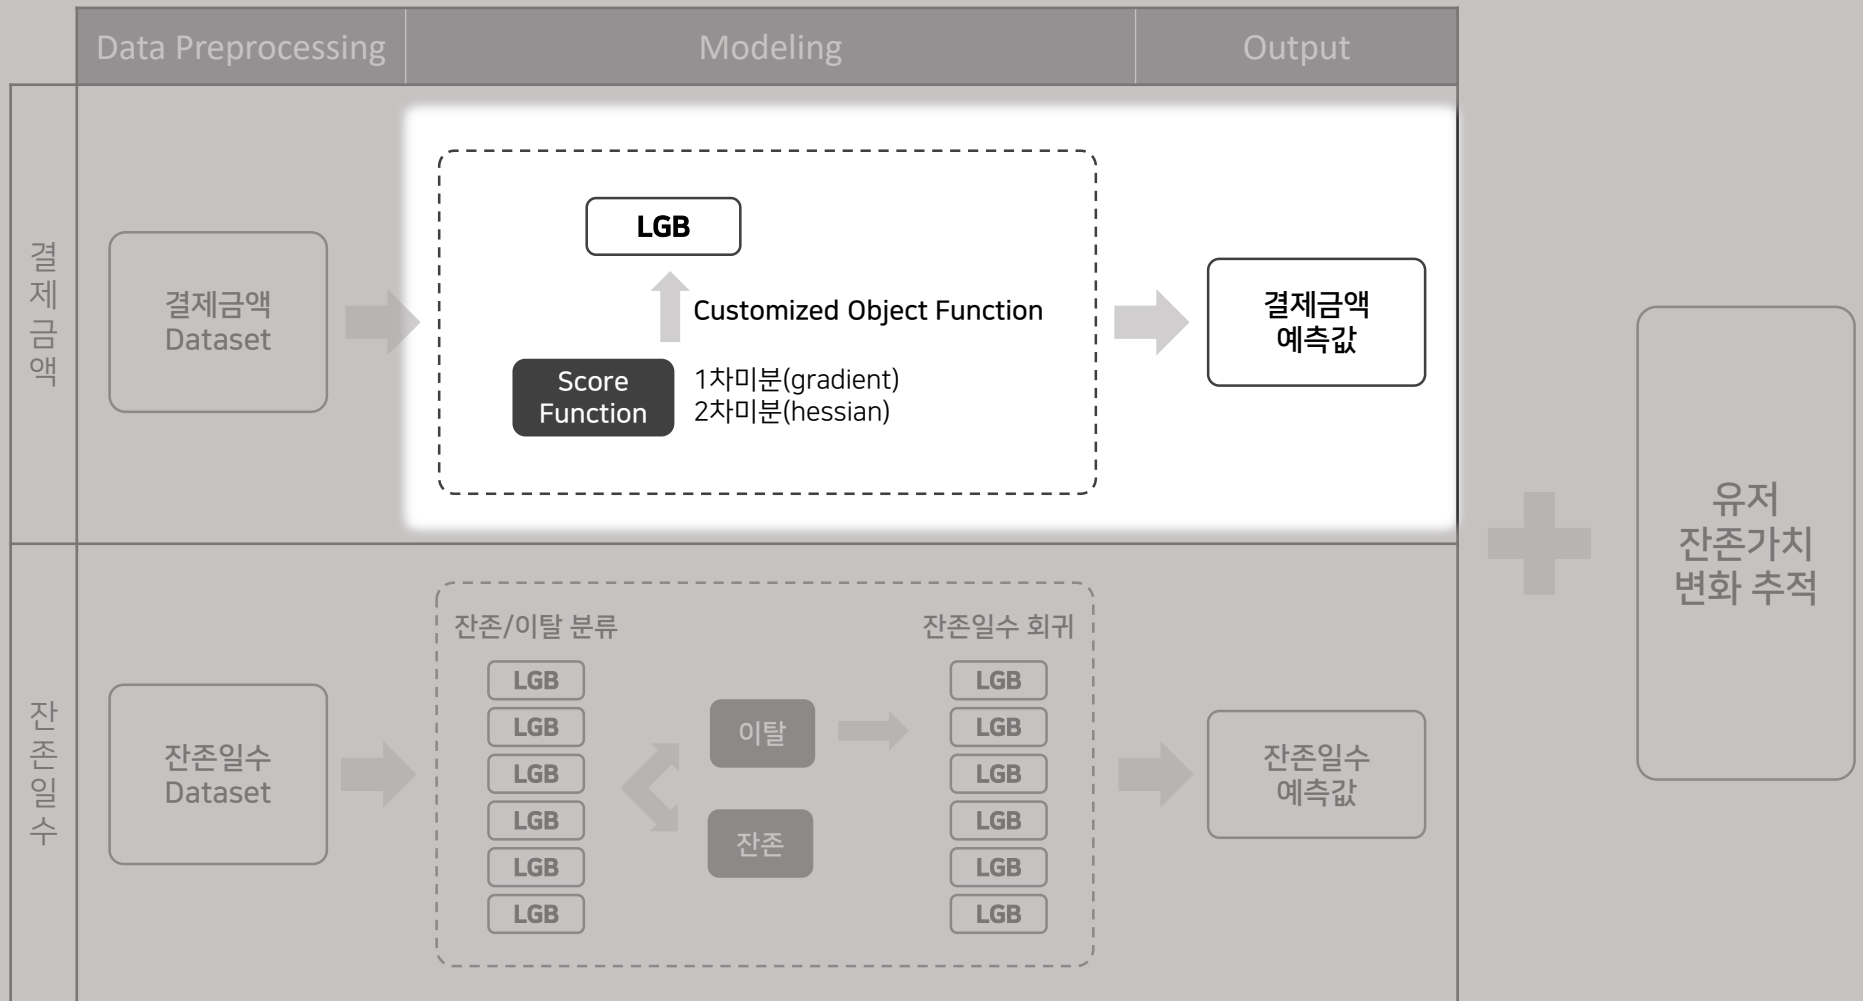 Data Preprocessing
Modeling
Output
결제금액
결제금액
Dataset
LGB
Customized Object Function
Score
Function
1차미분(gradient)
2차미분(hessian)
결제금액
예측값
잔존일수
잔존일수
Dataset
잔존/이탈 분류
LGB
LGB
LGB
LGB
LGB
LGB
이탈
잔존
잔존일수 회귀
LGB
LGB
LGB
LGB
LGB
LGB
잔존일수
예측값
유저
잔존가치
변화 추적